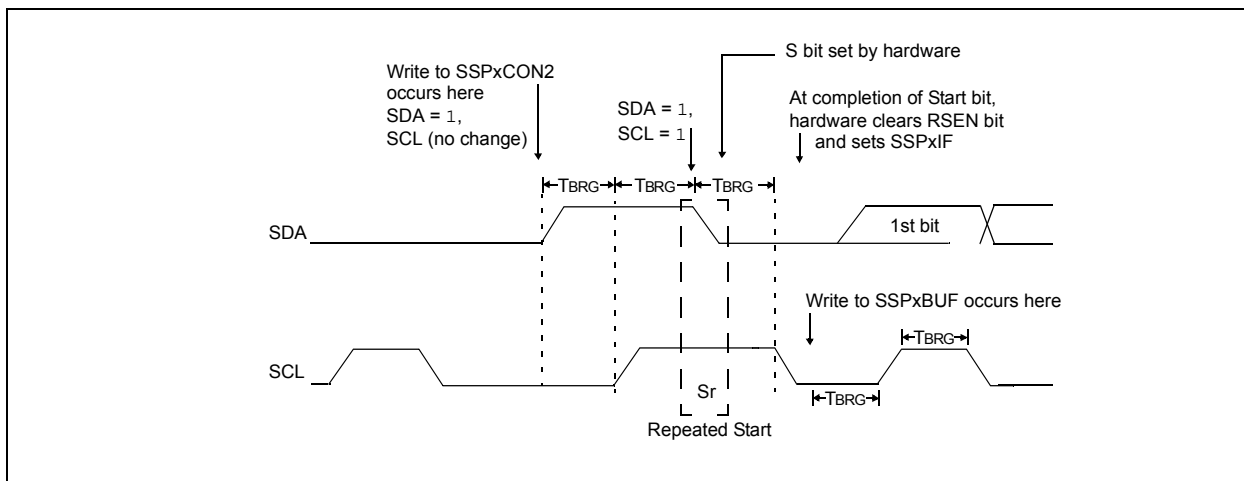 S bit set by hardware
Write to SSPxCON2
occurs here
SDA = 1,
SCL (no change)
SDA = 1,
SCL = 1
At completion of Start bit,
hardware clears RSEN bit
and sets SSPxIF
TBRG
TBRG
TBRG
SDA
1st bit
Write to SSPxBUF occurs here
TBRG
SCL
Sr
TBRG
Repeated Start